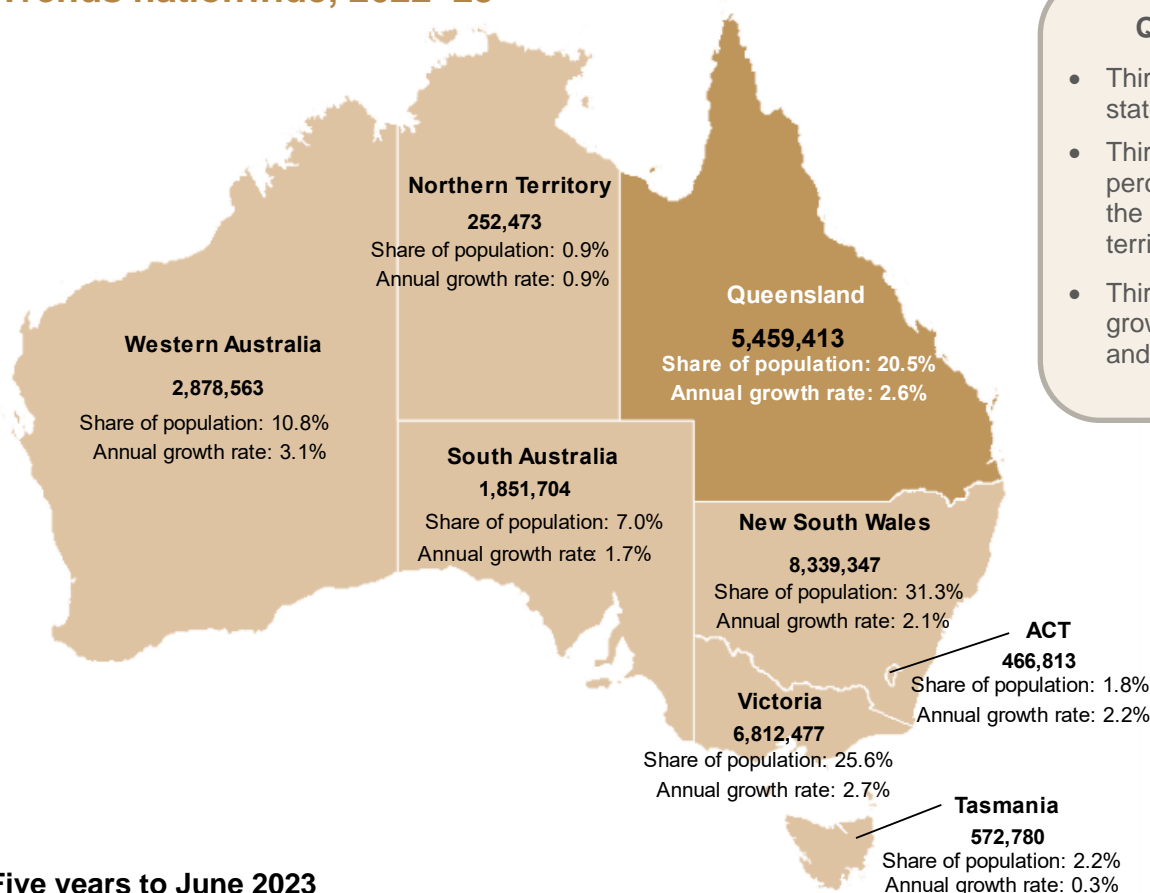 Trends nationwide, 2022–23
Northern Territory
252,473
Share of population: 0.9%
Annual growth rate: 0.9%
Queensland
5,459,413
Share of population: 20.5%
Annual growth rate: 2.6%
Western Australia
2,878,563
Share of population: 10.8%
Annual growth rate: 3.1%
South Australia
1,851,704
Share of population: 7.0%
Annual growth rate: 1.7%
New South Wales
8,339,347
Share of population: 31.3%
Annual growth rate: 2.1%
ACT
466,813
Share of population: 1.8%
Annual growth rate: 2.2%
Victoria
6,812,477
Share of population: 25.6%
Annual growth rate: 2.7%
Tasmania
572,780
Share of population: 2.2%
Annual growth rate: 0.3%
Five years to June 2023
• 
• 
the
• 
and